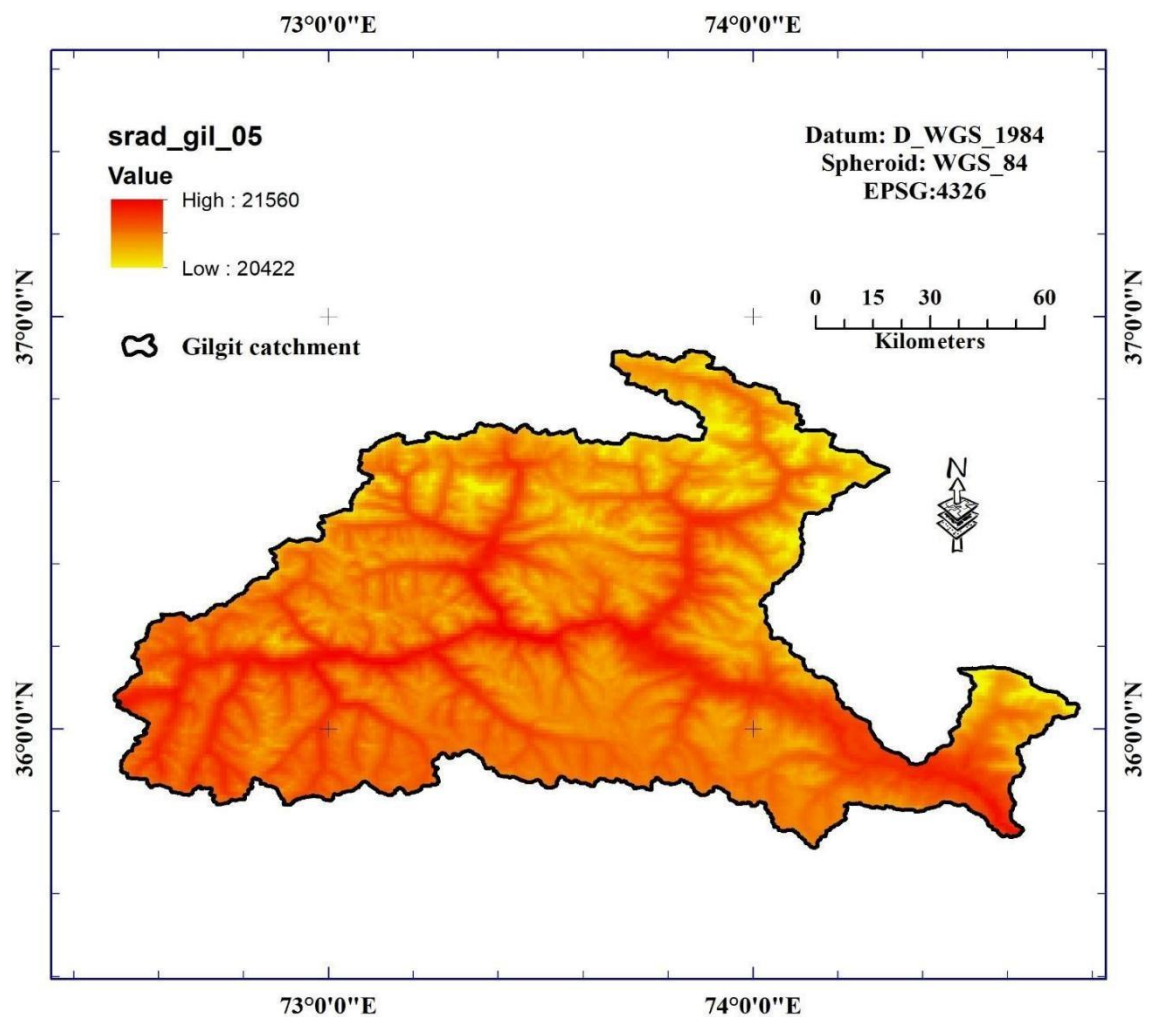 73°0'0"E
74°0'0"E
srad_gil_05
Value
High : 21560
Low : 20422
Gilgit catchment
Datum: D_WGS_1984
Spheroid: WGS_84
EPSG:4326
0 15 30 60
Kilometers
37°0'0"N
37°0'0"N
N
36°0'0"N
36°0'0"N
73°0'0"E
74°0'0"E